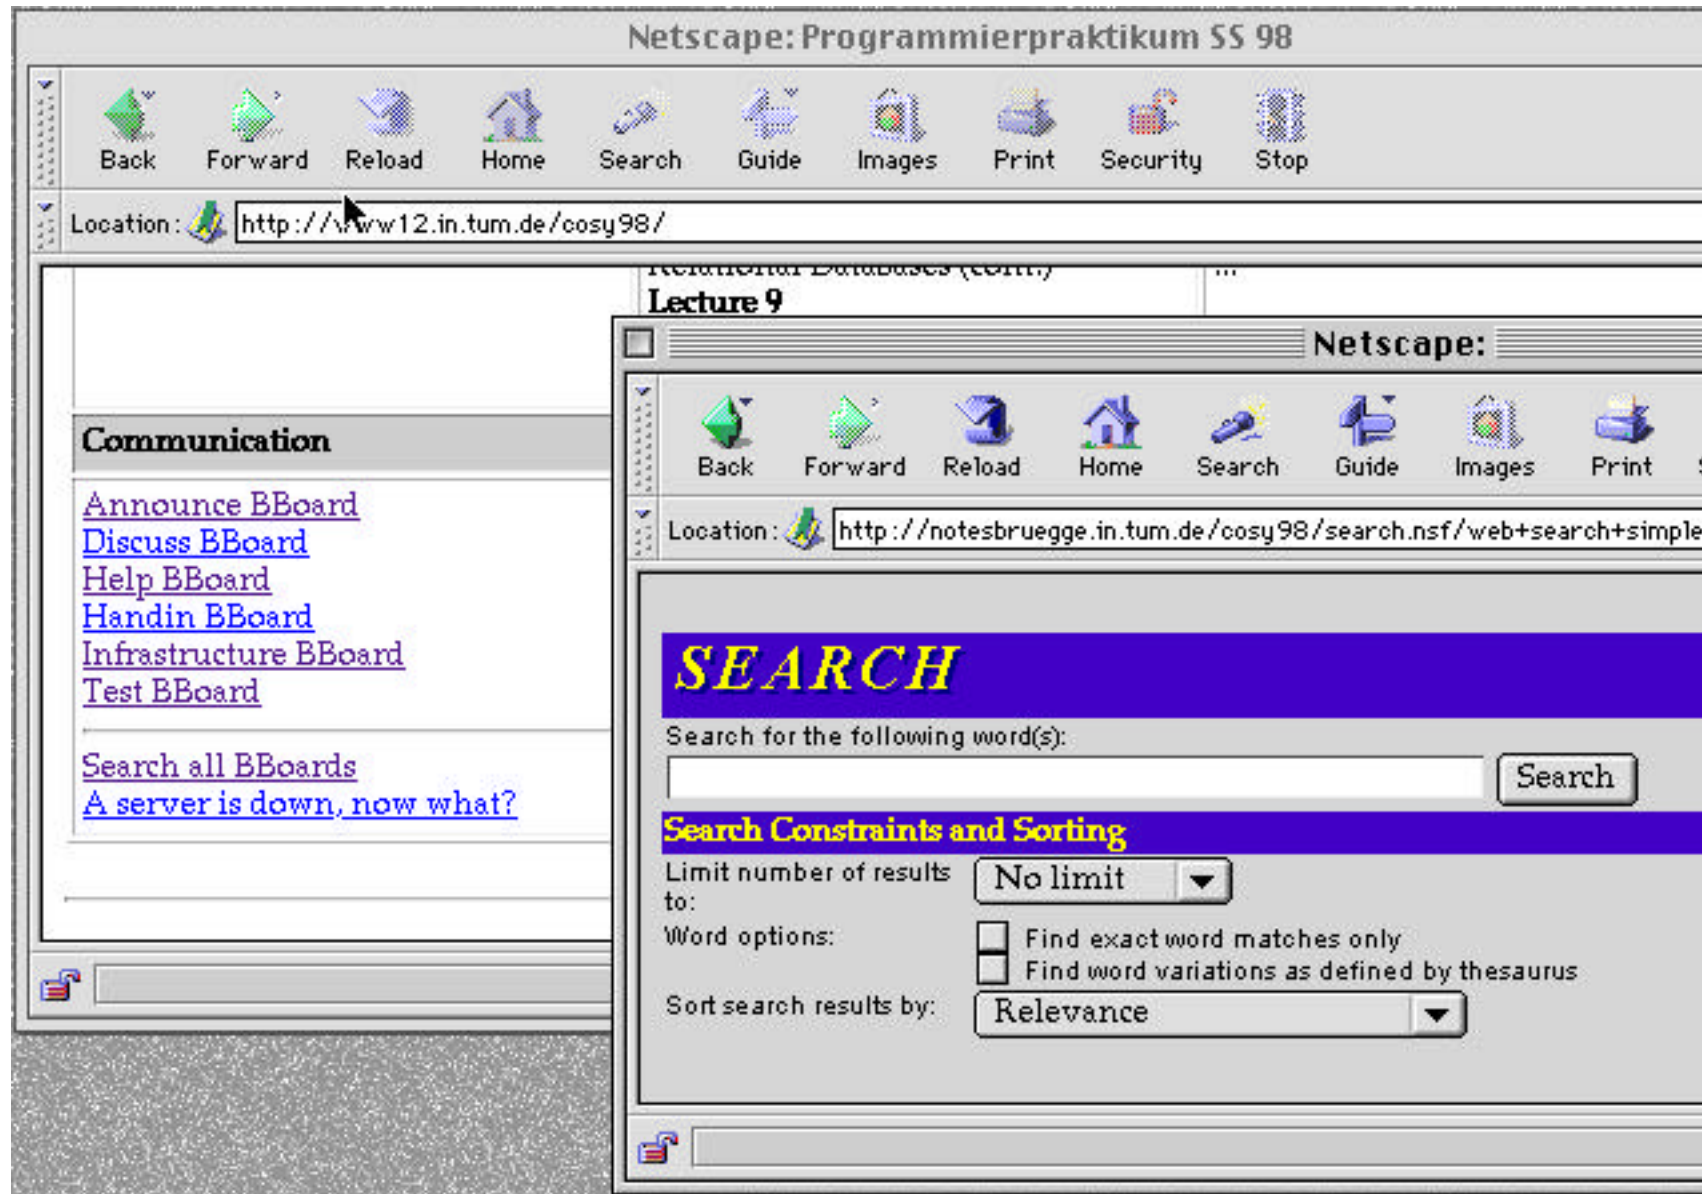 Netscape: Programmierpraktikum SS 98
Back Forward Reload Home Search Guide Images Print Security Stop
Location: http://www12.in.tum.de/cosy98/
Relational Databases (cont.) ...
Lecture 9
Communication
Announce BBoard
Discuss BBoard
Help BBoard
Handin BBoard
Infrastructure BBoard
Test BBoard
Search all BBoards
A server is down, now what?
Netscape:
Back Forward Reload Home Search Guide Images Print
Location: http://notesbruegge.in.tum.de/cosy98/search.nsf/web+search+simple
SEARCH
Search for the following word(s):
Search
Search Constraints and Sorting
Limit number of results No limit
to:
Word options: Find exact word matches only
Find word variations as defined by thesaurus
Sort search results by: Relevance